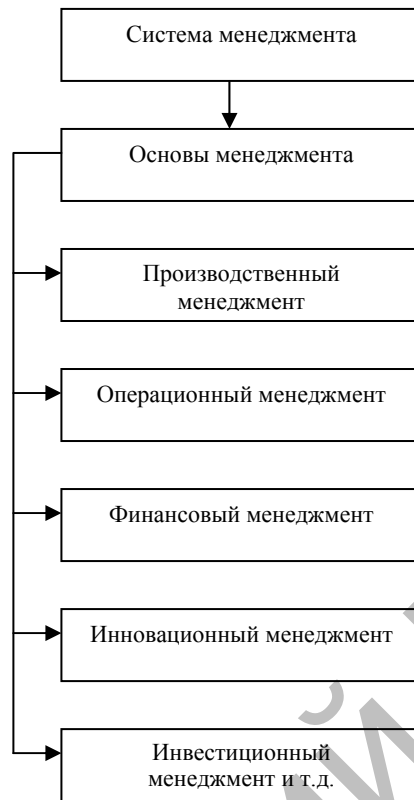 Система менеджмента
Основы менеджмента
Производственный
менеджмент
Операционный менеджмент
Финансовый менеджмент
Инновационный менеджмент
Инвестиционный
менеджмент и т.д.